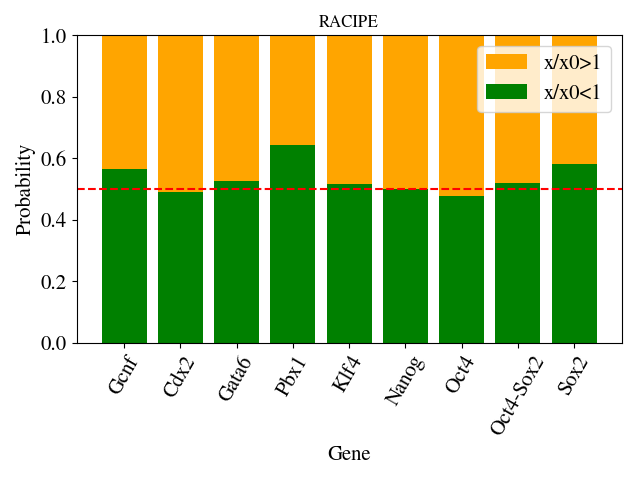 RACIPE
1.0
0.8
0.6
0.4
0.2
0.0
Probability
x/x0>1
x/x0<1
Gcnf
Cdx2
Gata6
Pbx1
Klf4
Nanog
Oct4
Oct4-Sox2
Sox2
Gene